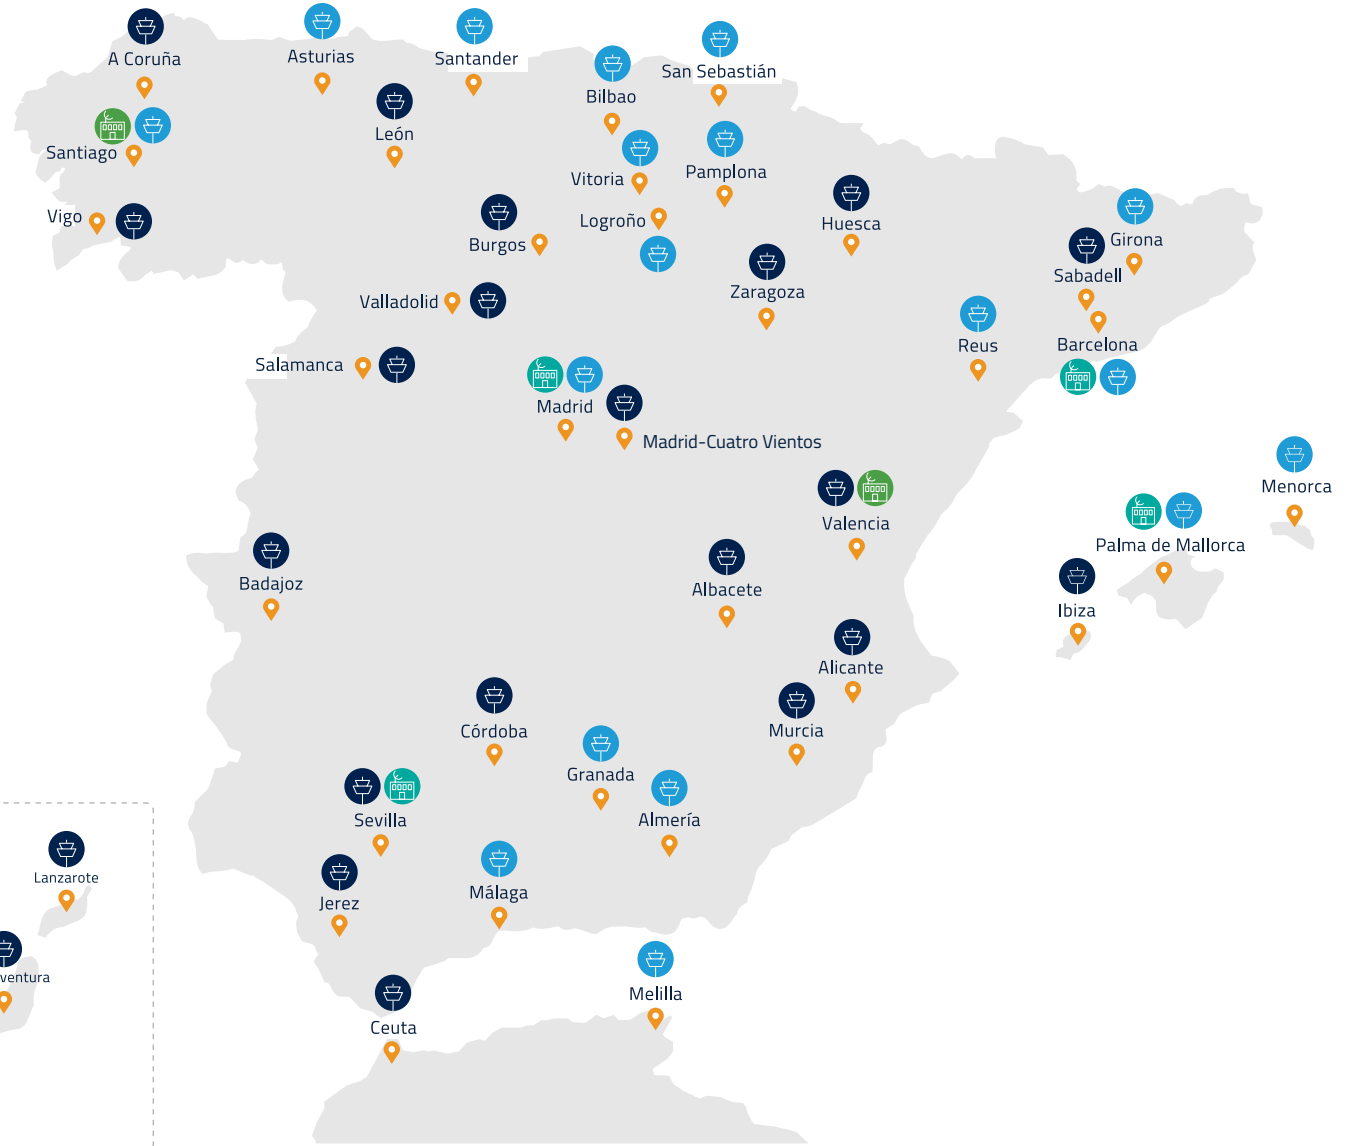 A Coruña
Asturias
Santander
San Sebastián
Bilbao
León
Santiago
Vitoria
Pamplona
Vigo
Logroño
Huesca
Burgos
Girona
Sabadell
Zaragoza
Valladolid
Reus
Barcelona
Salamanca
Madrid
Madrid-Cuatro Vientos
Menorca
Valencia
Palma de Mallorca
Badajoz
Albacete
Ibiza
Alicante
Córdoba
Murcia
Granada
Sevilla
Almería
Lanzarote
Málaga
Jerez
ventura
Melilla
Ceuta